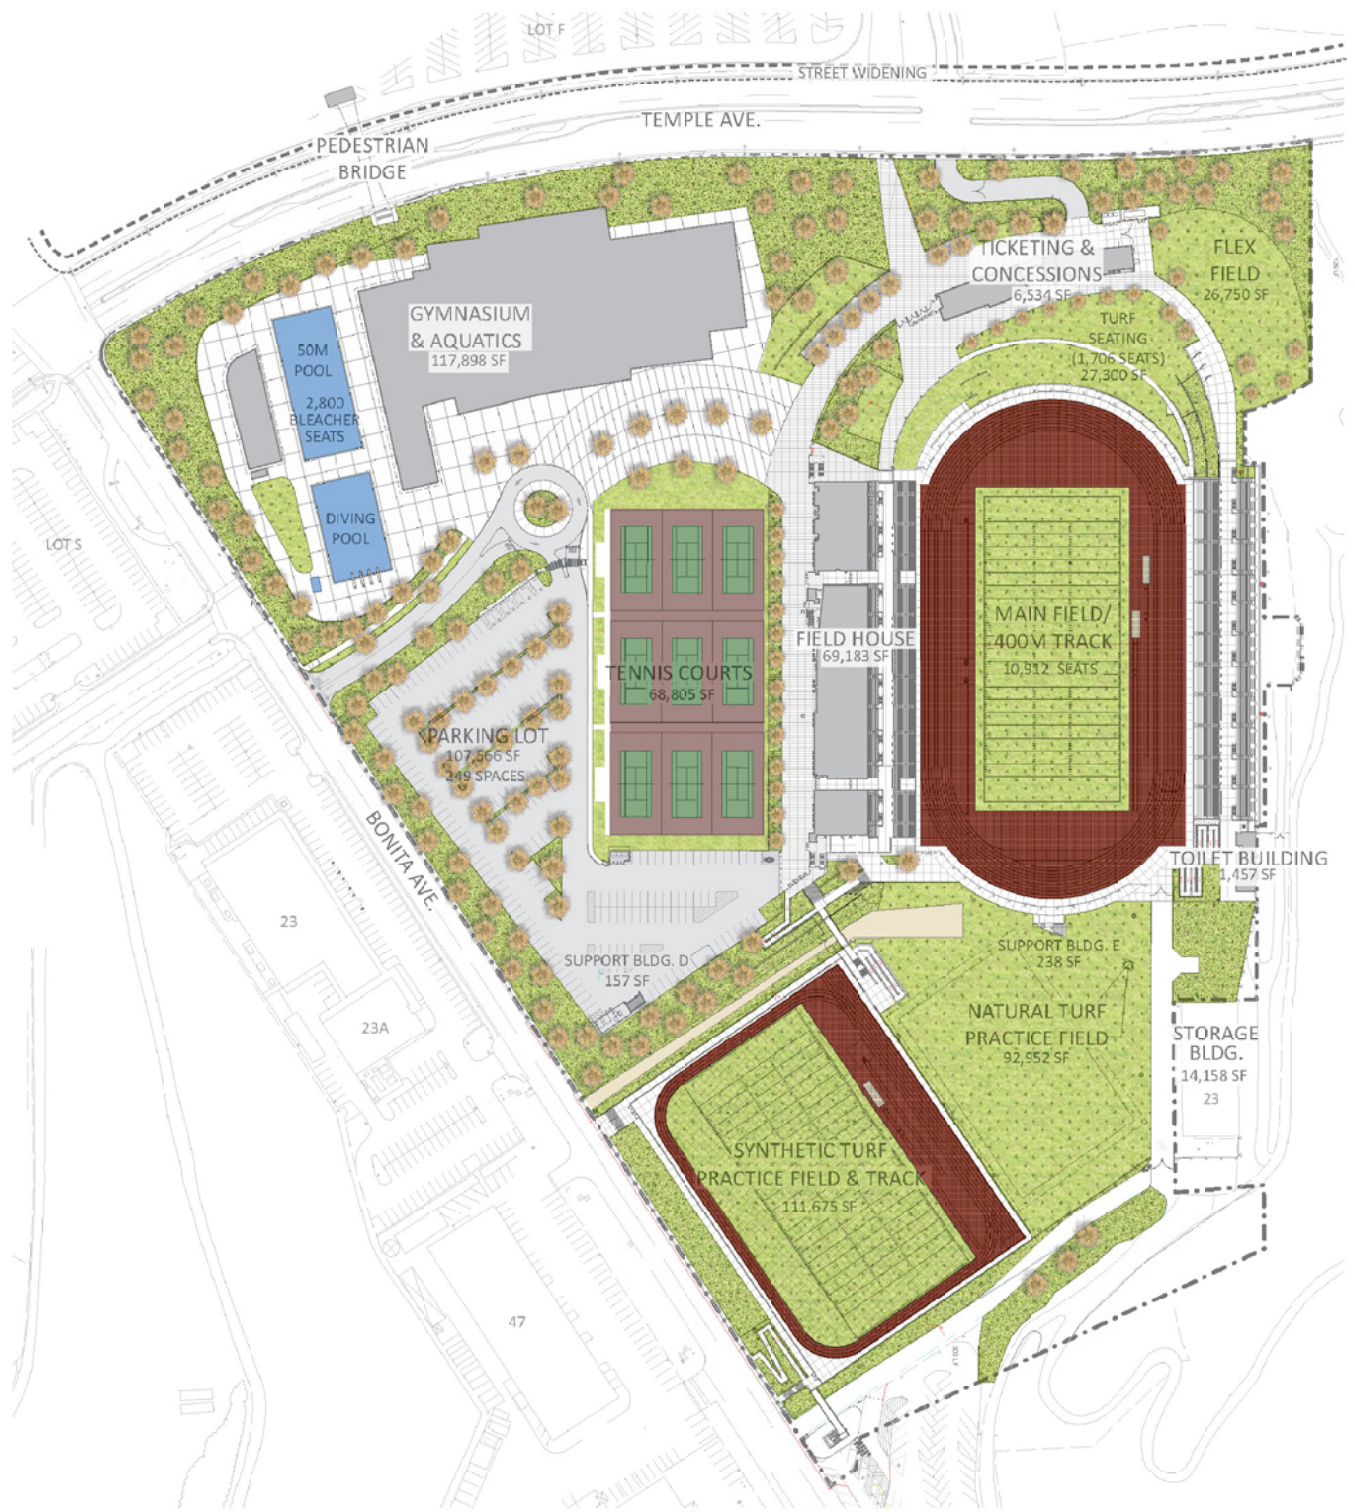 LOT F
STREET WIDENING
TEMPLE AVE.
PEDESTRIAN
BRIDGE
TICKETING &
CONCESSIONS
6,534 SF
FLEX
FIELD
26,750 SF
GYMNASIUM
& AQUATICS
117,898 SF
TURF
SEATING
(1,706 SEATS)
27,300 SF
50M
POOL
2,800
BLEACHER
SEATS
DIVING
POOL
LOT S
MAIN FIELD/
400M TRACK
10,912 SEATS
FIELD HOUSE
69,183 SF
TENNIS COURTS
68,805 SF
PARKING LOT
107,566 SF
249 SPACES
BONITA AVE.
TOILET BUILDING
1,457 SF
23
SUPPORT BLDG. E
238 SF
SUPPORT BLDG. D
157 SF
NATURAL TURF
PRACTICE FIELD
92,952 SF
23A
STORAGE
BLDG.
14,158 SF
23
SYNTHETIC TURF
PRACTICE FIELD & TRACK
111,675 SF
47